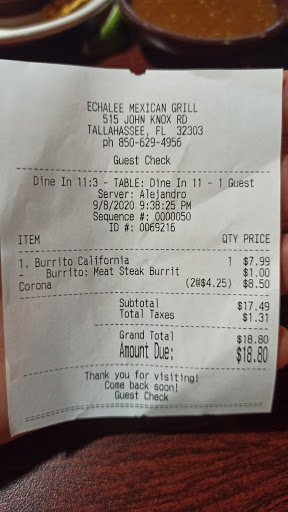 ECHALEE MEXICAN GRILL
515 JOHN KNOX RD
TALLAHASSEE, FL 32303
ph 850-629-4956
Guest Check
Dine In 11:3 - TABLE: Dine In 11 - 1 Guest
Server: Alejandro
9/8/2020 9:38:25 PM
Sequence #: 0000050
ID #: 0069216
ITEM QTY PRICE
1. Burrito California 1 $7.99
- Burrito: Meat Steak Burrit $1.00
Corona (2@$4.25) $8.50
Subtotal $17.49
Total Taxes $1.31
Grand Total $18.80
Amount Due: $18.80
Thank you for visiting!
Come back soon!
Guest Check